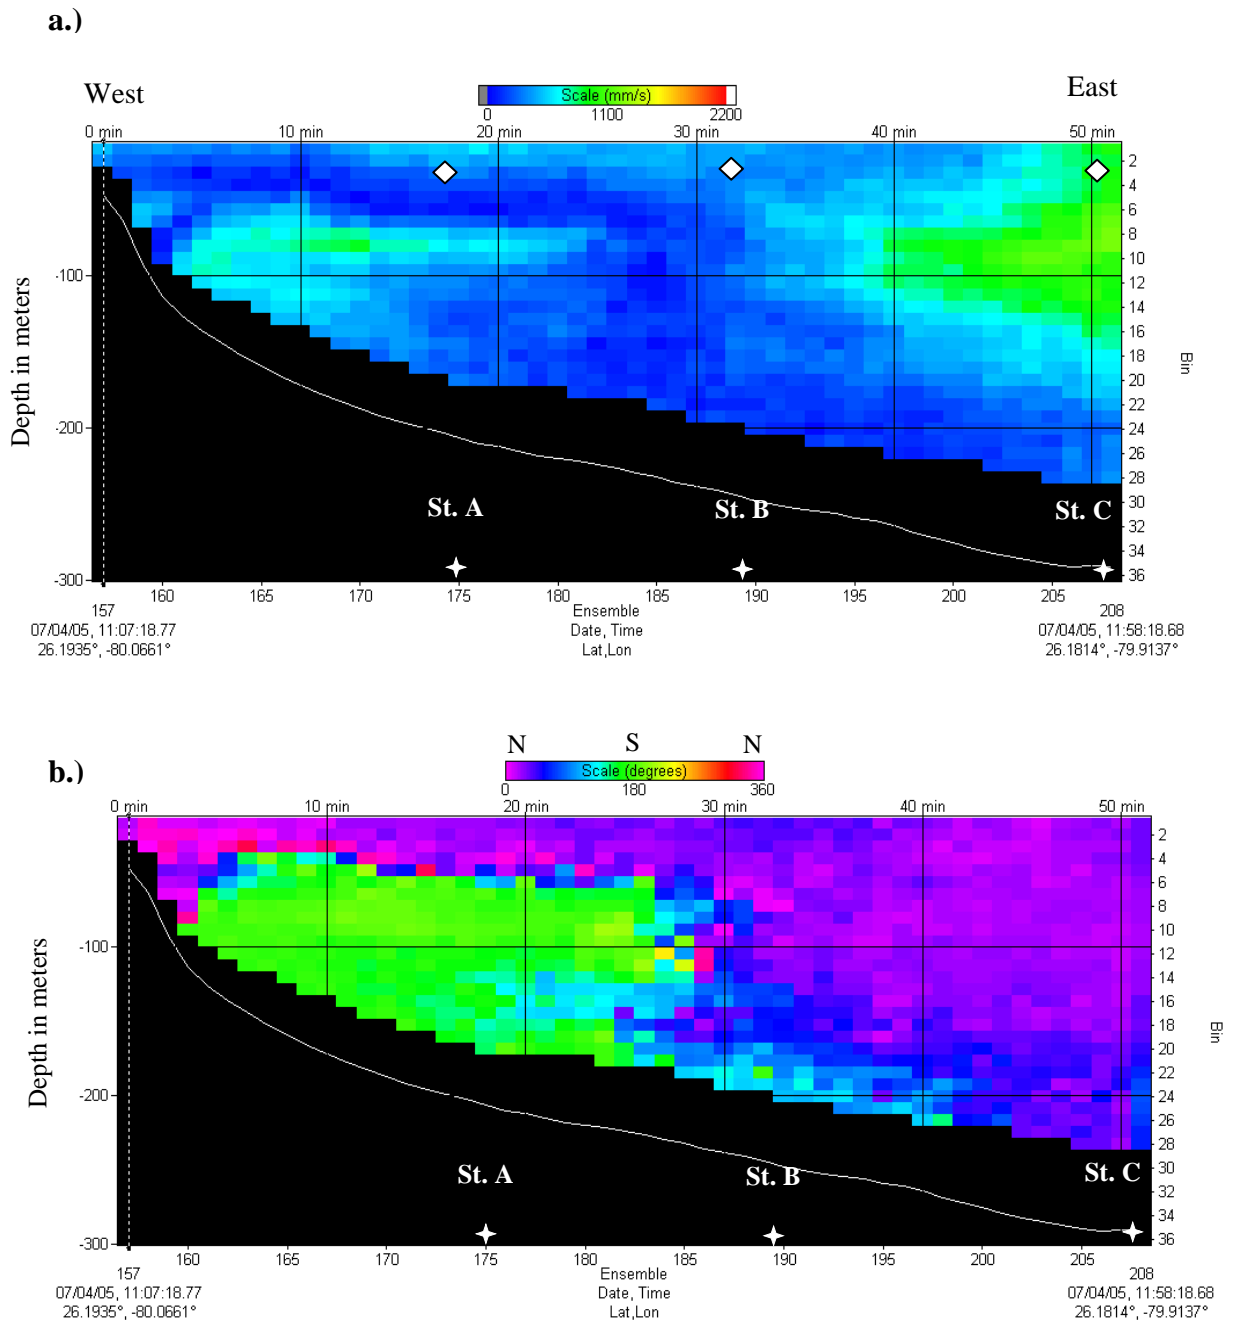 a.)
West
East
Scale (mm/s)
0 1100 2200
0 min 10 min 20 min 30 min 40 min 50 min
2
4
6
8
10
12
14
16
18
20
22
24
26
28
30
32
34
36
Bin
Depth in meters
-100
-200
-300
St. A St. B St. C
160 165 170 175 180 185 190 195 200 205
157 Ensemble 208
07/04/05, 11:07:18.77 Date, Time 07/04/05, 11:58:18.68
26.1935°, -80.0661° Lat,Lon 26.1814°, -79.9137°
b.)
N S N
Scale (degrees)
0 180 360
0 min 10 min 20 min 30 min 40 min 50 min
2
4
6
8
10
12
14
16
18
20
22
24
26
28
30
32
34
36
Bin
Depth in meters
-100
-200
-300
St. A St. B St. C
160 165 170 175 180 185 190 195 200 205
157 Ensemble 208
07/04/05, 11:07:18.77 Date, Time 07/04/05, 11:58:18.68
26.1935°, -80.0661° Lat,Lon 26.1814°, -79.9137°